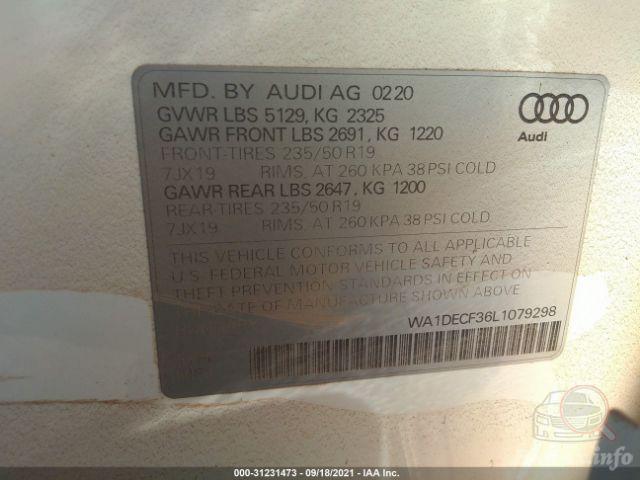 MFD. BY AUDI AG 0220
GVWR LBS 5129, KG 2325
GAWR FRONT LBS 2691, KG 1220
FRONT-TIRES 235/50 R19
7JX19 RIMS, AT 260 KPA 38 PSI COLD
GAWR REAR LBS 2647, KG 1200
REAR-TIRES 235/50 R19
7JX19 RIMS, AT 260 KPA 38 PSI COLD
THIS VEHICLE CONFORMS TO ALL APPLICABLE
U.S. FEDERAL MOTOR VEHICLE SAFETY AND
THEFT PREVENTION STANDARDS IN EFFECT ON
DATE OF MANUFACTURE SHOWN ABOVE
Audi
WA1DECF36L1079298
000-31231473 — 09/18/2021 — IAA Inc.